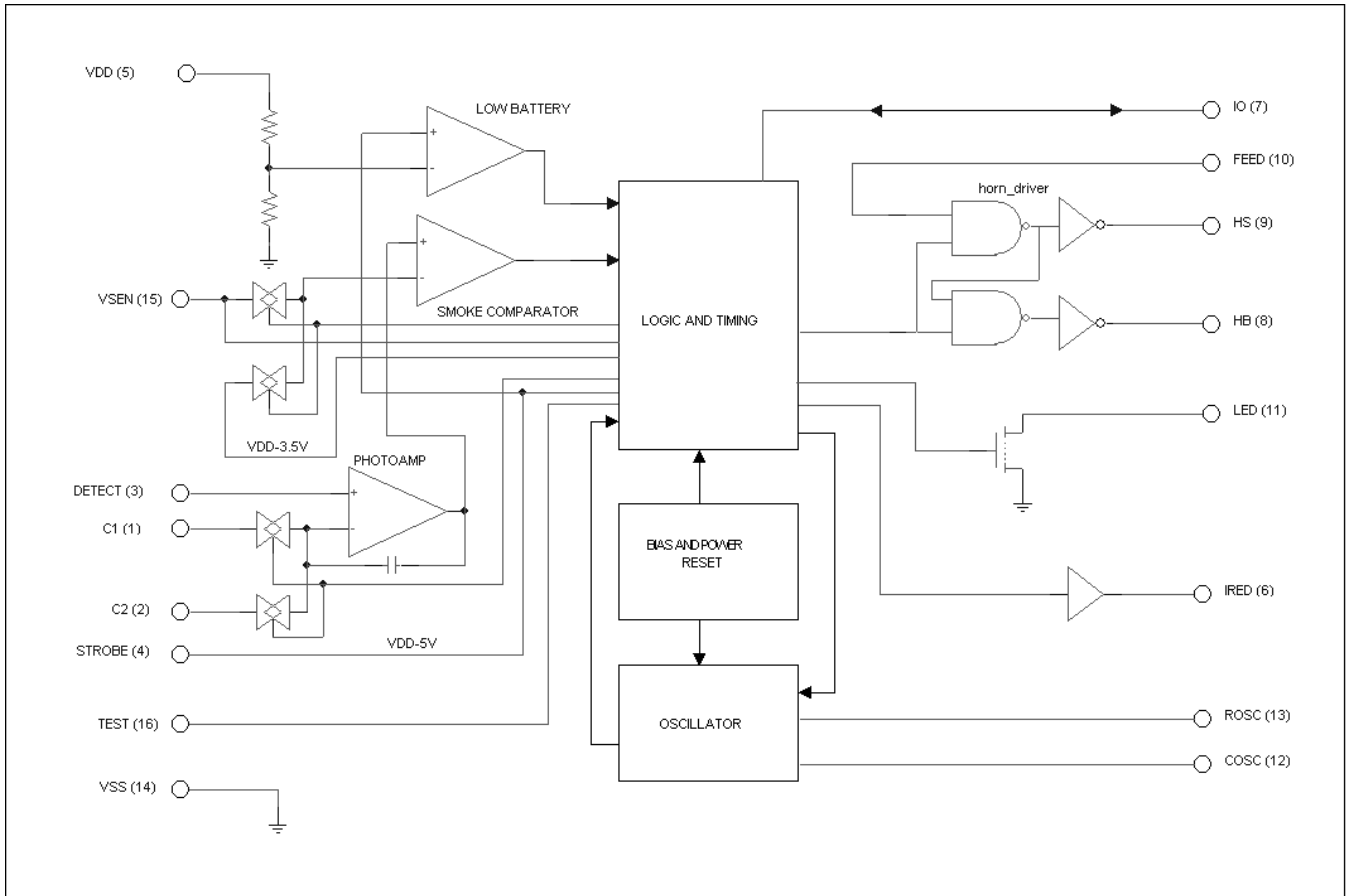 VDD (5)
LOW BATTERY
+
-
IO (7)
FEED (10)
horn_driver
HS (9)
+
-
VSEN (15)
SMOKE COMPARATOR
LOGIC AND TIMING
HB (8)
LED (11)
VDD-3.5V
PHOTOAMP
DETECT (3)
+
C1 (1)
-
BIAS AND POWER
RESET
C2 (2)
IRED (6)
VDD-5V
STROBE (4)
TEST (16)
OSCILLATOR
ROSC (13)
COSC (12)
VSS (14)